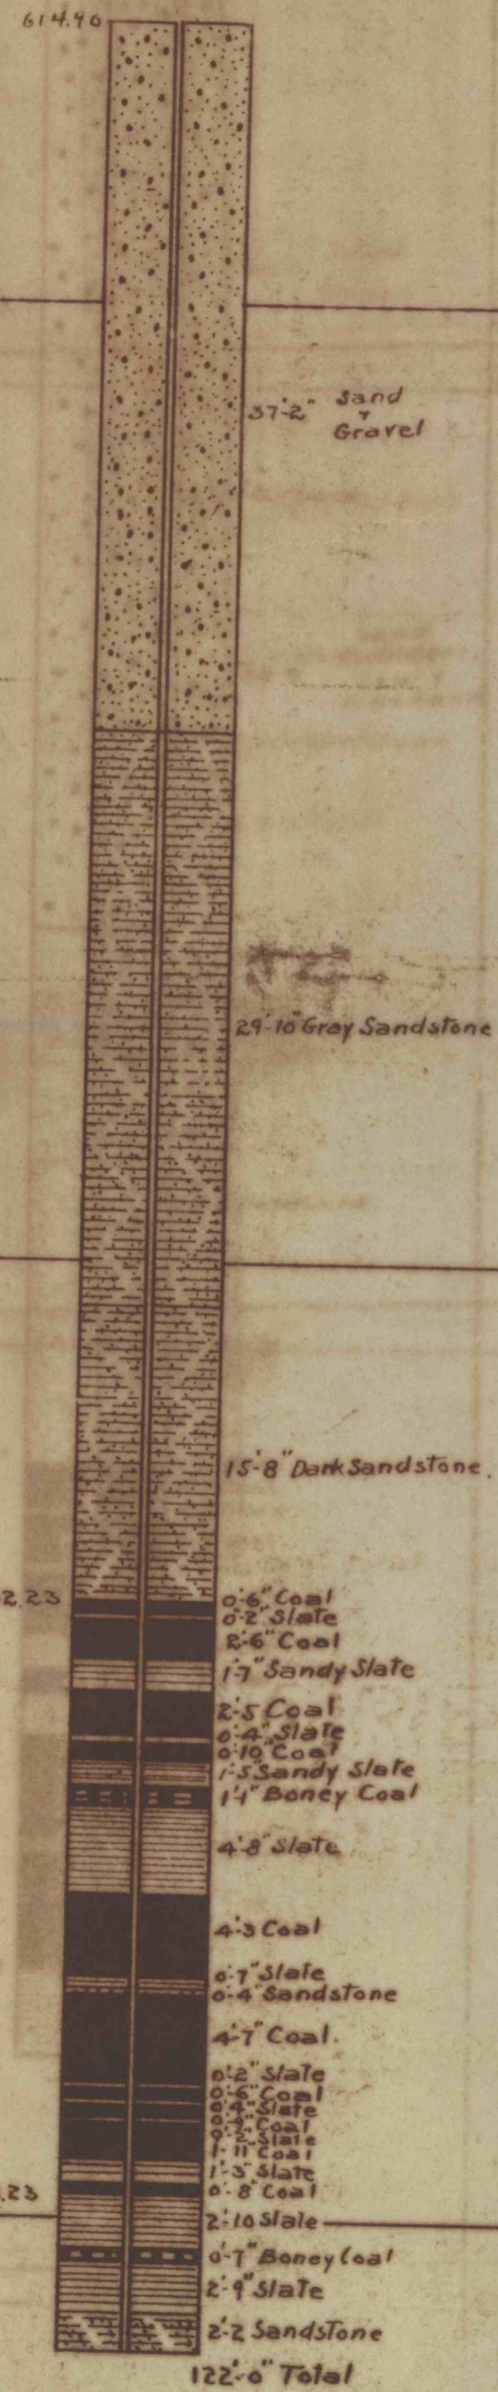 614.90
37'-2" Sand
&
Gravel
29'-10" Gray Sandstone
15'-8" Dark Sandstone.
2.23
0'-6" Coal
0'-2" Slate
2'-6" Coal
1'-7" Sandy Slate
2'-5 Coal
0'-4" Slate
0'-10" Coal
1'-5 Sandy Slate
1'-1" Boney Coal
4'-8" Slate
4'-3 Coal
0'-7" Slate
0'-4" Sandstone
4'-7" Coal.
0'-2" Slate
0'-6" Coal
0'-4" Slate
Coal
Slate
1'-11" Coal
1'-3" Slate
.23
0'-8" Coal
2'-10 Slate
0'-7" Boney Coal
2'-9" Slate
2'-2 Sandstone
122'-0" Total